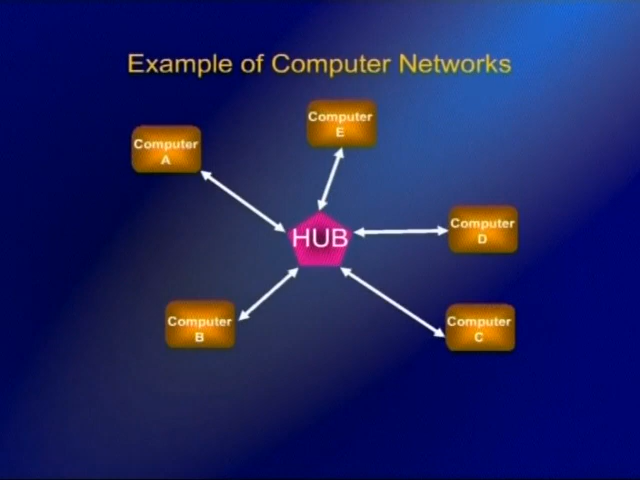 Example of Computer Networks
Computer
E
Computer
A
Computer
D
HUB
Computer
B
Computer
C